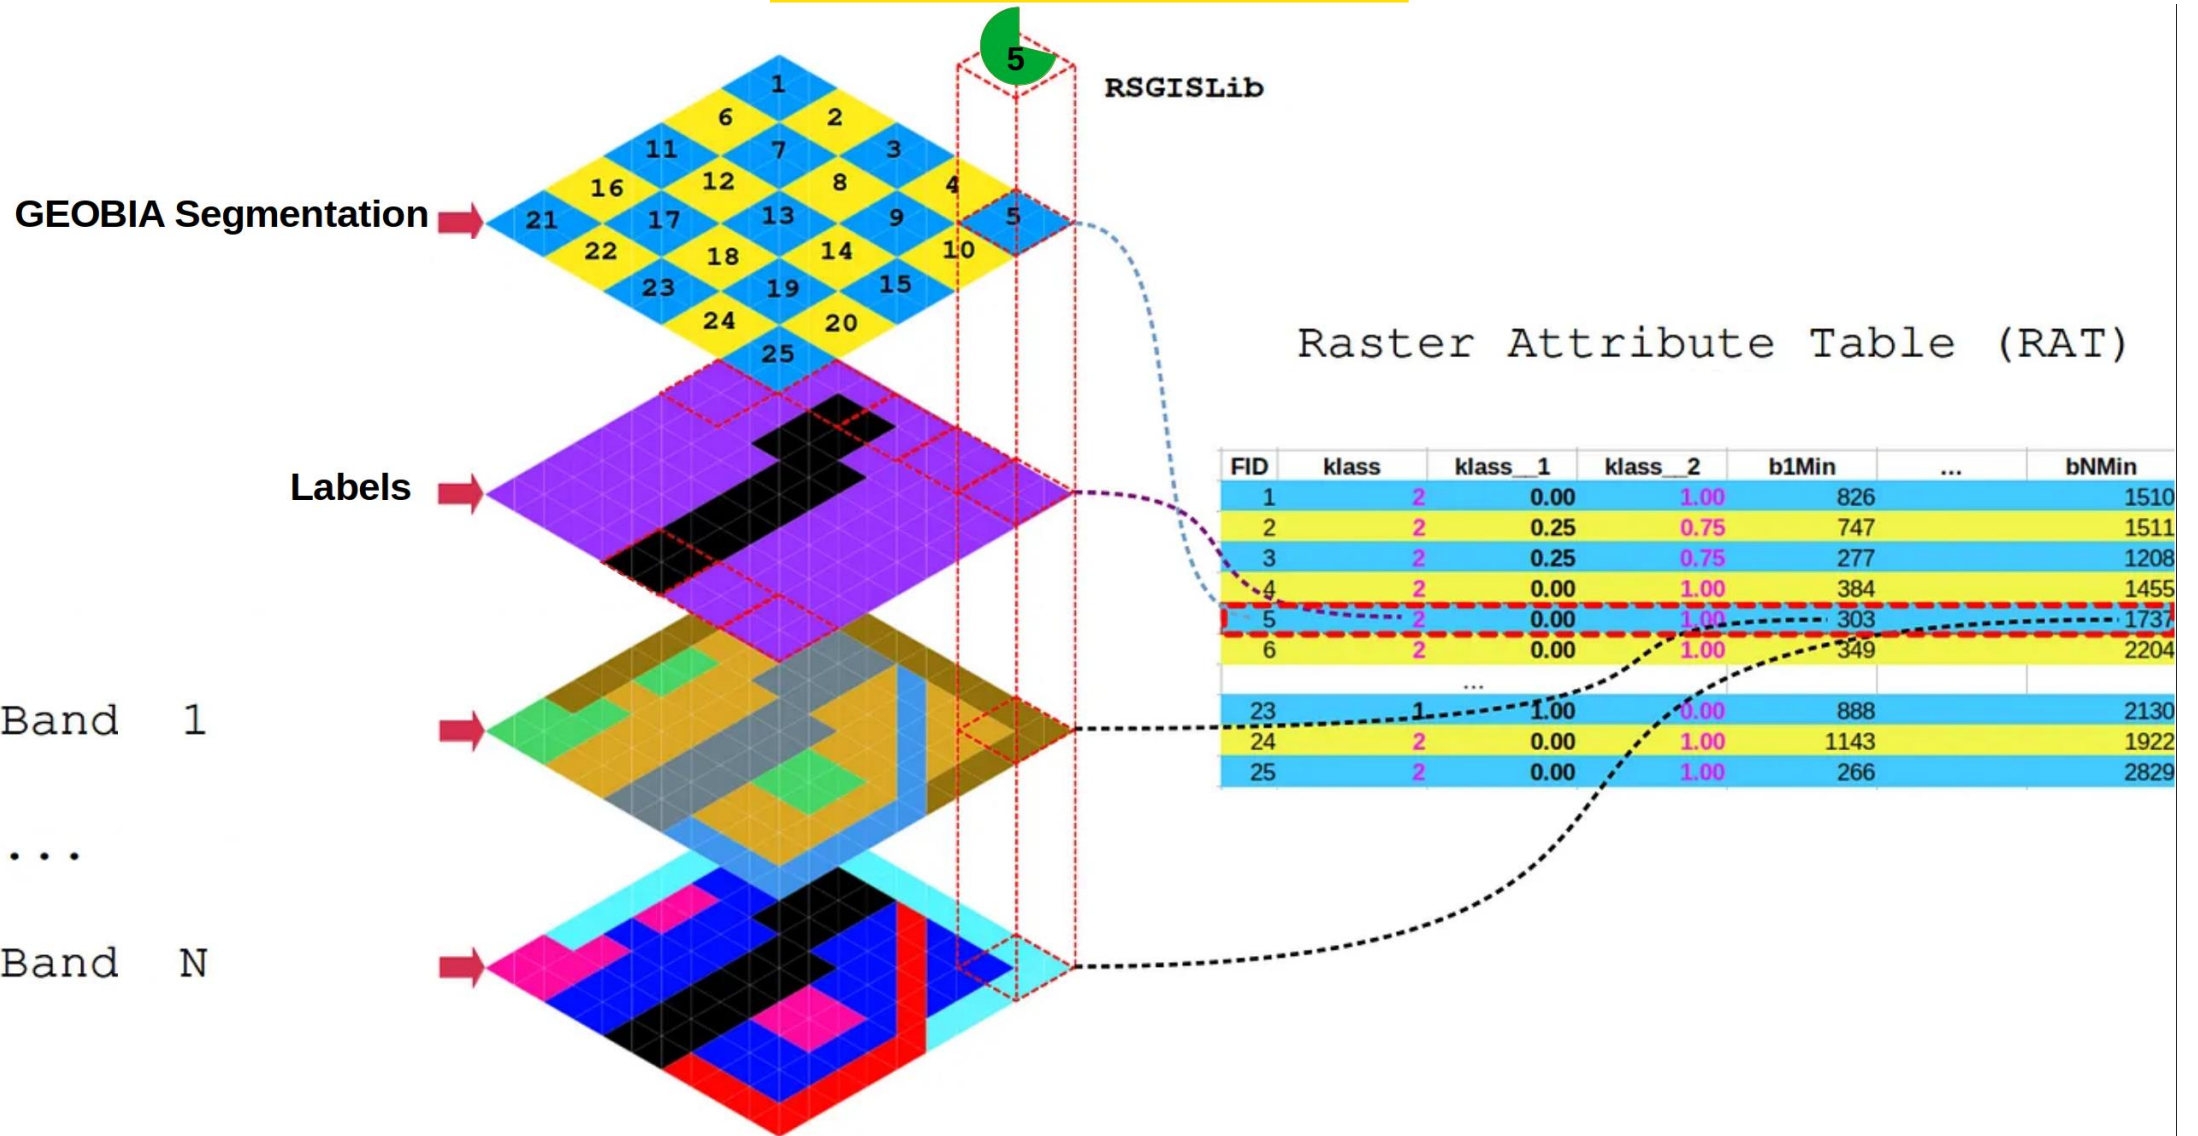 5
RSGISLib
1
6 2
11 7 3
16 12 8 4
GEOBIA Segmentation
21 17 13 9 5
22 18 14 10
23 19 15
24 20
25
Labels
Band 1
...
Band N
Raster Attribute Table (RAT)
FID klass klass__1 klass__2 b1Min ... bNMin
1 2 0.00 1.00 826 1510
2 2 0.25 0.75 747 1511
3 2 0.25 0.75 277 1208
4 2 0.00 1.00 384 1455
5 2 0.00 1.00 303 1737
6 2 0.00 1.00 349 2204
...
23 1 1.00 0.00 888 2130
24 2 0.00 1.00 1143 1922
25 2 0.00 1.00 266 2829